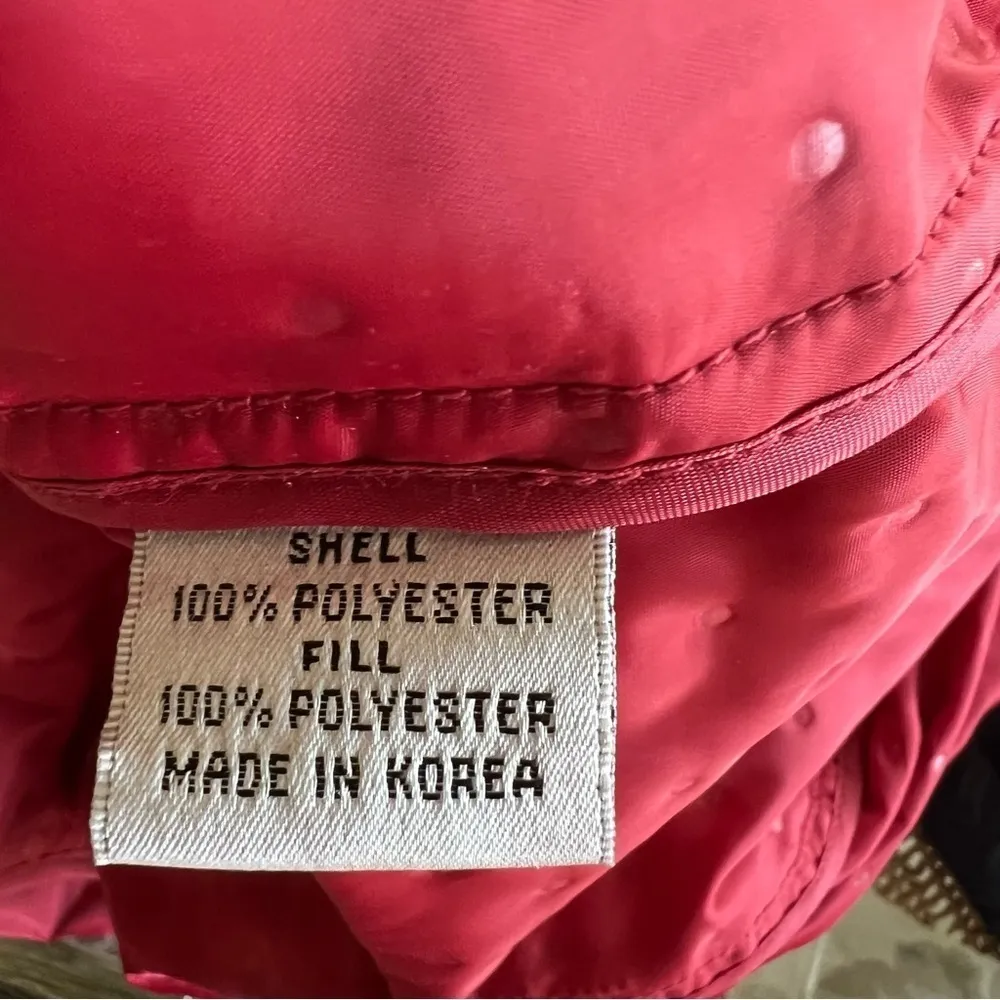 SHELL
100% POLYESTER
FILL
100% POLYESTER
MADE IN KOREA